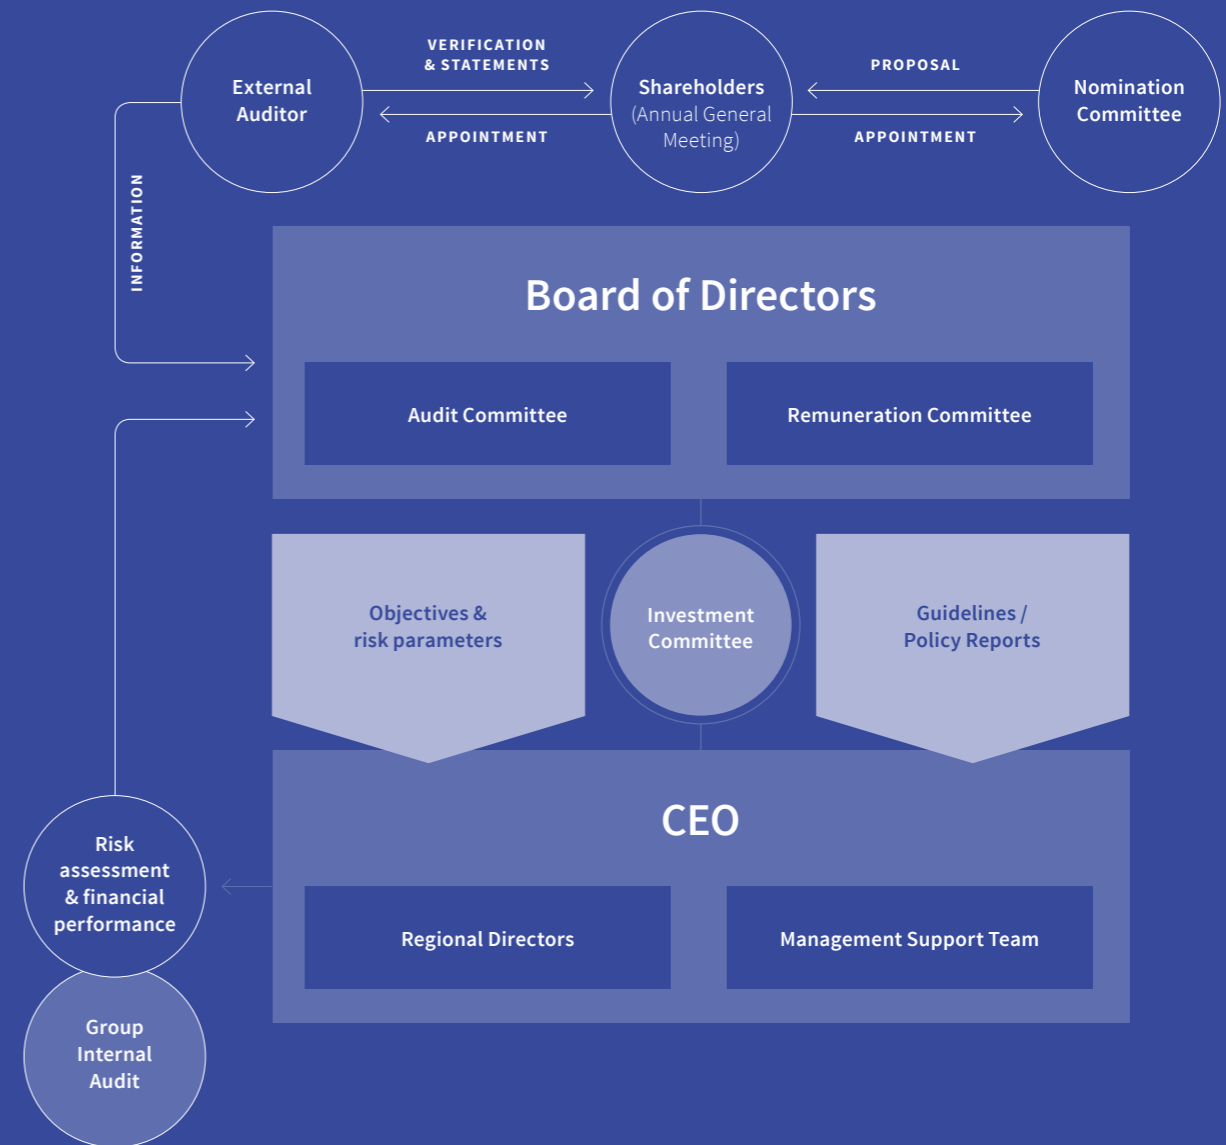 VERIFICATION
& STATEMENTS
PROPOSAL
External
Auditor
Shareholders
(Annual General
Meeting)
Nomination
Committee
APPOINTMENT
APPOINTMENT
INFORMATION
Board of Directors
Audit Committee
Remuneration Committee
Objectives &
risk parameters
Investment
Committee
Guidelines /
Policy Reports
CEO
Risk
assessment
& financial
performance
Regional Directors
Management Support Team
Group
Internal
Audit